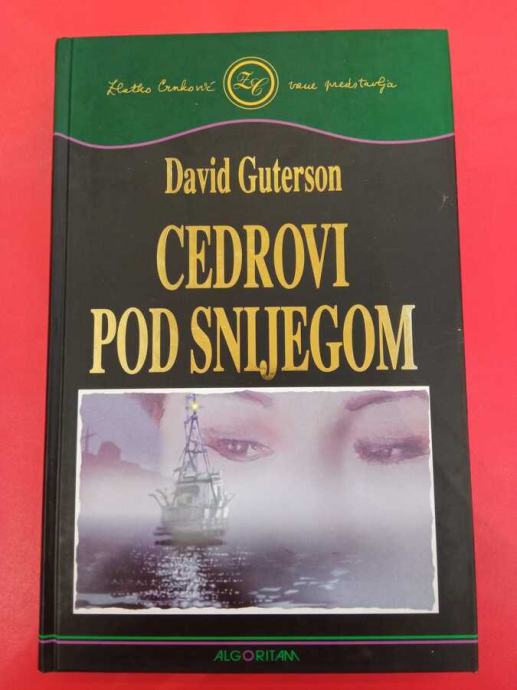 Zlatko Crnković ZC vam predstavlja
David Guterson
CEDROVI
POD SNIJEGOM
ALGORITAM